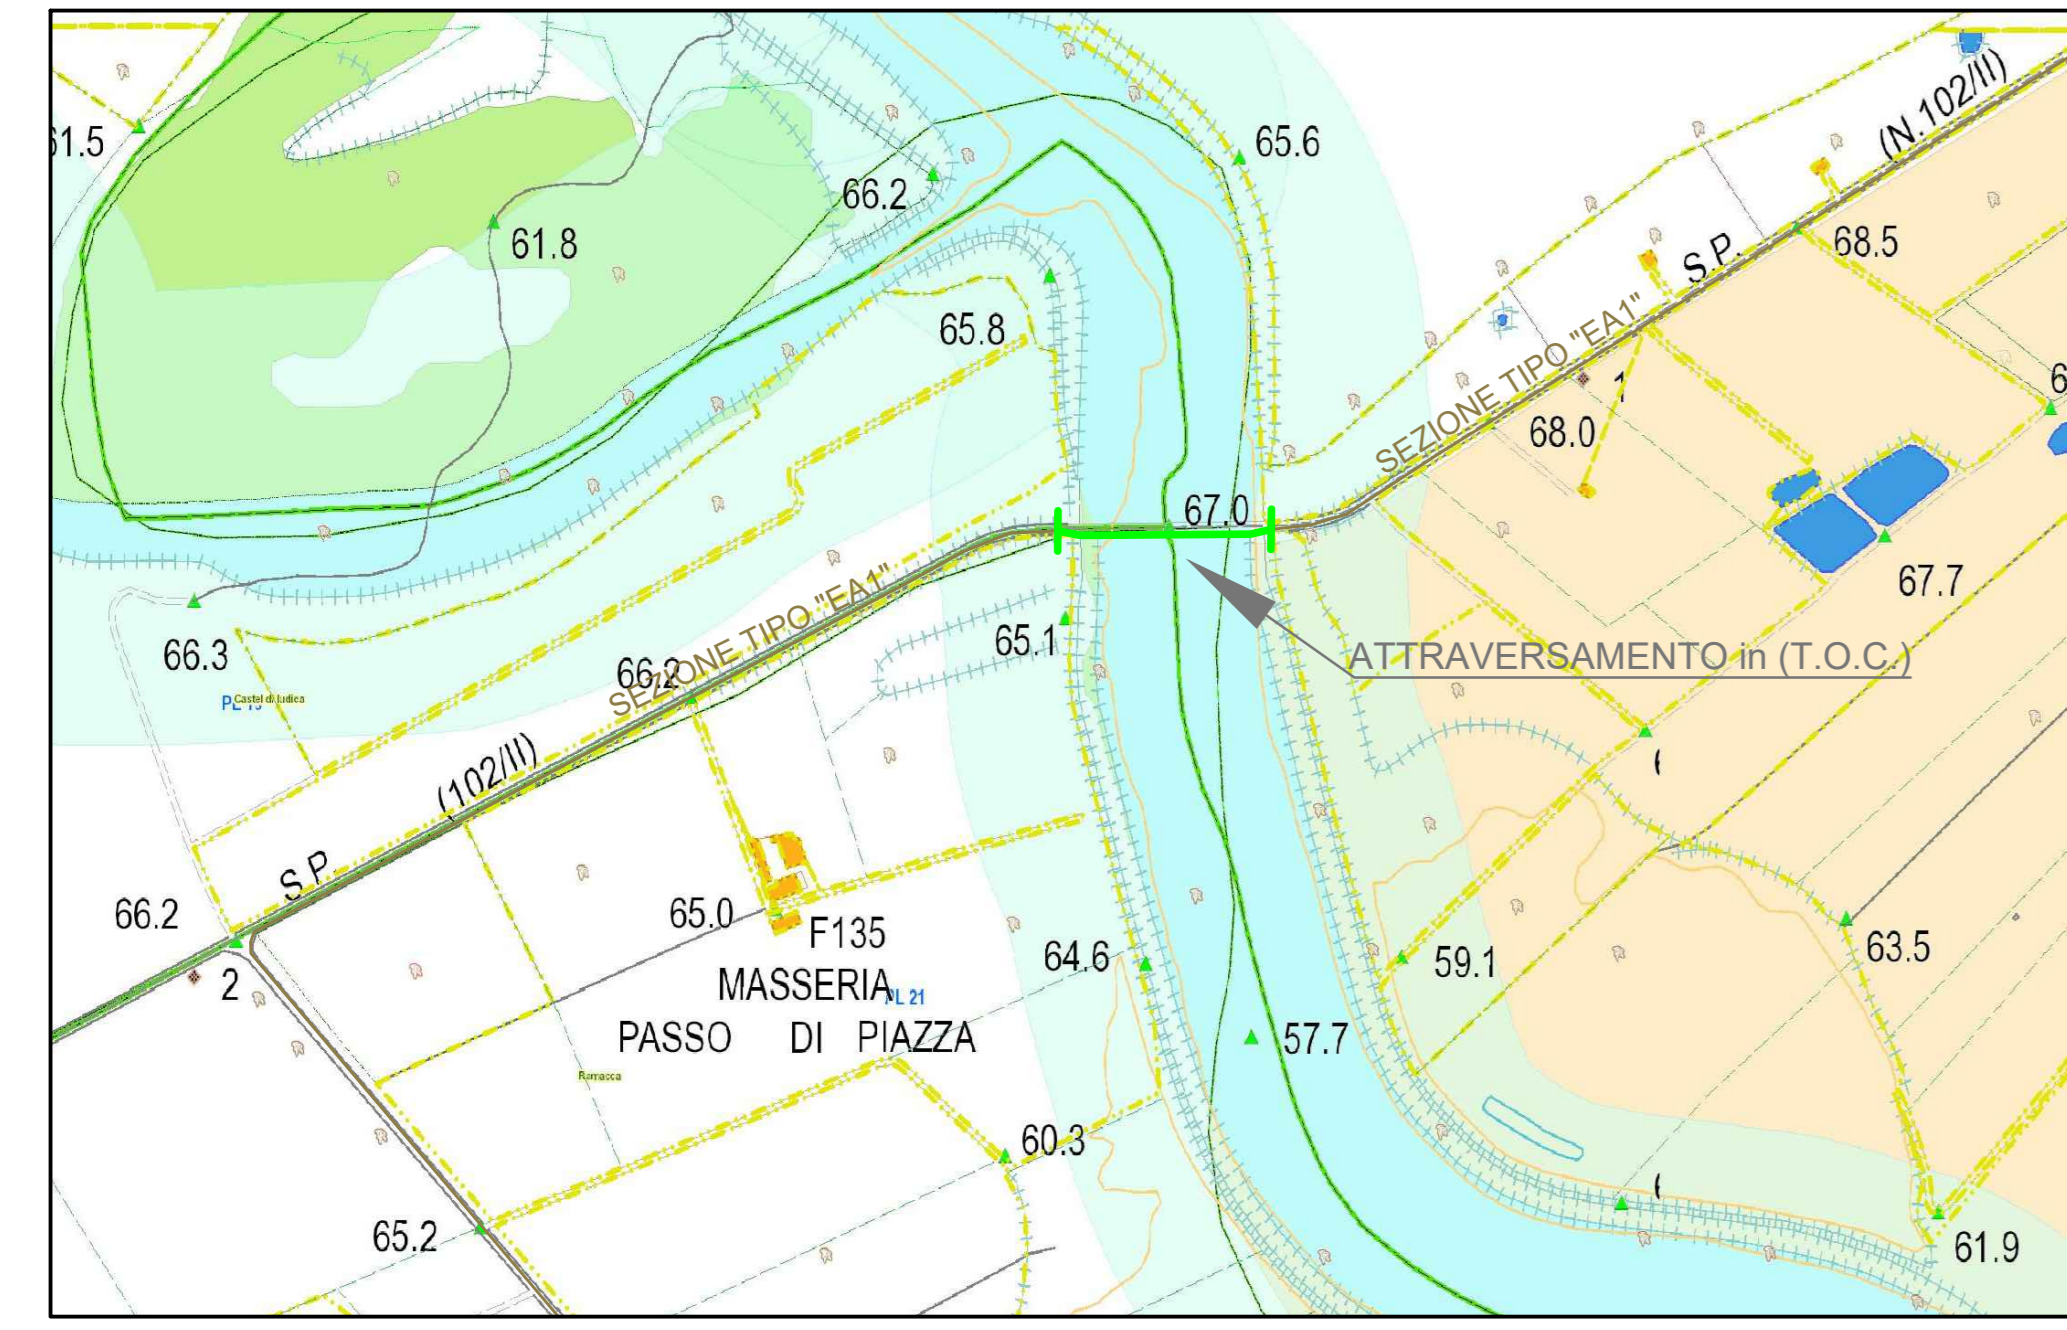 (N.102/II)
61.5
65.6
66.2
61.8
S.P.
68.5
65.8
SEZIONE TIPO "EA1"
1
68.0
67.0
67.7
SEZIONE TIPO "EA1"
65.1
ATTRAVERSAMENTO in (T.O.C.)
66.3
66.2
Castel di Iudica
(102/II)
S.P.
66.2
65.0
F135
MASSERIA
PL 21
PASSO DI PIAZZA
Ramacca
2
64.6
59.1
63.5
57.7
60.3
65.2
61.9